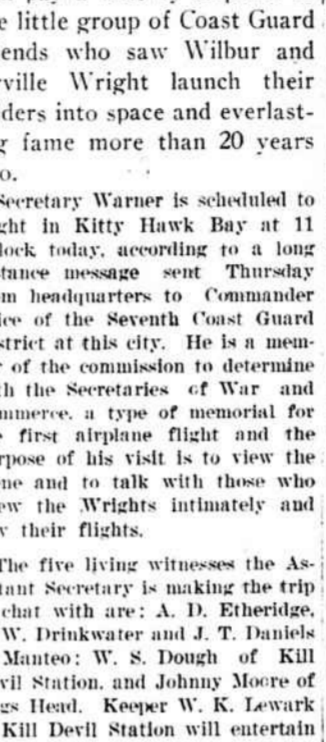 e little group of Coast Guard
ends who saw Wilbur and
rville Wright launch their
ders into space and everlast-
g fame more than 20 years
o.
Secretary Warner is scheduled to
ght in Kitty Hawk Bay at 11
lock today, according to a long
tance message sent Thursday
om headquarters to Commander
ice of the Seventh Coast Guard
strict at this city. He is a mem-
r of the commission to determine
th the Secretaries of War and
mmerce, a type of memorial for
e first airplane flight and the
rpose of his visit is to view the
ene and to talk with those who
ew the Wrights intimately and
w their flights.
The five living witnesses the As-
tant Secretary is making the trip
chat with are: A. D. Etheridge,
W. Drinkwater and J. T. Daniels
Manteo; W. S. Dough of Kill
vil Station, and Johnny Moore of
gs Head. Keeper W. K. Lewark
Kill Devil Station will entertain